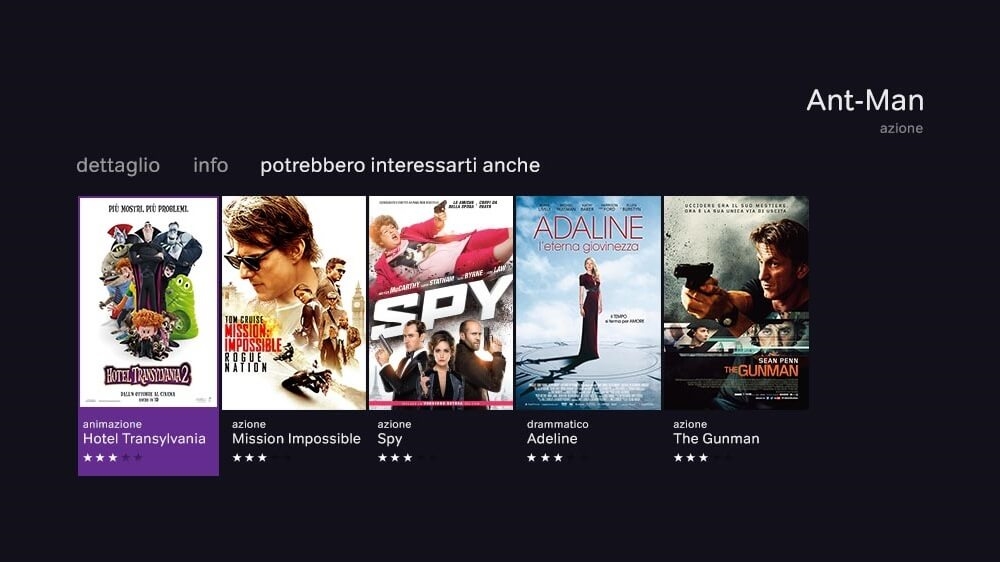 Ant-Man
azione
dettaglio info potrebbero interessarti anche
PIÙ MOSTRI. PIÙ PROBLEMI.
HOTEL TRANSYLVANIA 2
DALL'8 OTTOBRE AL CINEMA
TOM CRUISE
MISSION:
IMPOSSIBLE
ROGUE
NATION
McCARTHY STATHAM BYRNE LAW
SPY
ADALINE
l'eterna giovinezza
il TEMPO
si ferma per AMORE
UCCIDERE ERA IL SUO MESTIERE.
ORA È LA SUA UNICA VIA DI USCITA
SEAN PENN
THE GUNMAN
animazione
Hotel Transylvania
azione
Mission Impossible
azione
Spy
drammatico
Adeline
azione
The Gunman